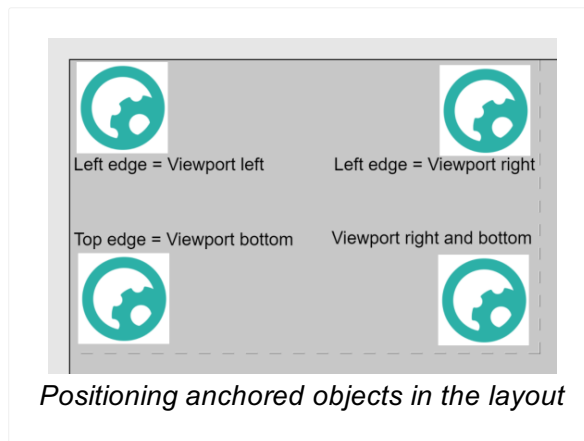 Left edge = Viewport left
Left edge = Viewport right
Top edge = Viewport bottom
Viewport right and bottom
Positioning anchored objects in the layout